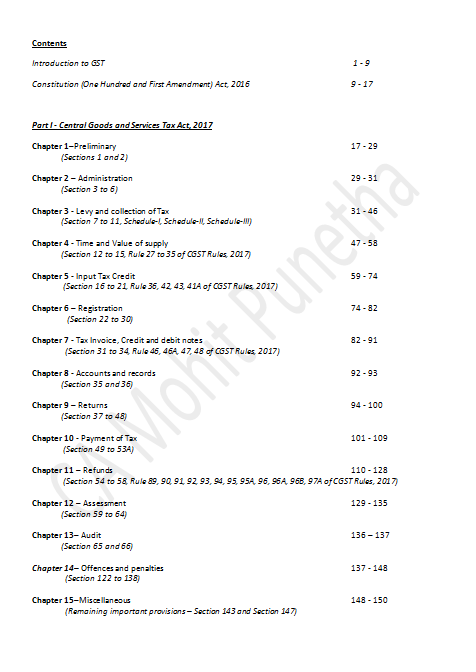 Contents
Introduction to GST 1 - 9
Constitution (One Hundred and First Amendment) Act, 2016 9 - 17
Part I - Central Goods and Services Tax Act, 2017
Chapter 1–Preliminary 17 - 29
(Sections 1 and 2)
Chapter 2 – Administration 29 - 31
(Section 3 to 6)
Chapter 3 - Levy and collection of Tax 31 - 46
(Section 7 to 11, Schedule-I, Schedule-II, Schedule-III)
Chapter 4 - Time and Value of supply 47 - 58
(Section 12 to 15, Rule 27 to 35 of CGST Rules, 2017)
Chapter 5 - Input Tax Credit 59 - 74
(Section 16 to 21, Rule 36, 42, 43, 41A of CGST Rules, 2017)
Chapter 6 – Registration 74 - 82
(Section 22 to 30)
Chapter 7 - Tax Invoice, Credit and debit notes 82 - 91
(Section 31 to 34, Rule 46, 46A, 47, 48 of CGST Rules, 2017)
Chapter 8 - Accounts and records 92 - 93
(Section 35 and 36)
Chapter 9 – Returns 94 - 100
(Section 37 to 48)
Chapter 10 - Payment of Tax 101 - 109
(Section 49 to 53A)
Chapter 11 – Refunds 110 - 128
(Section 54 to 58, Rule 89, 90, 91, 92, 93, 94, 95, 95A, 96, 96A, 96B, 97A of CGST Rules, 2017)
Chapter 12 – Assessment 129 - 135
(Section 59 to 64)
Chapter 13– Audit 136 – 137
(Section 65 and 66)
Chapter 14– Offences and penalties 137 - 148
(Section 122 to 138)
Chapter 15–Miscellaneous 148 - 150
(Remaining important provisions – Section 143 and Section 147)
CA Mohit Punetha